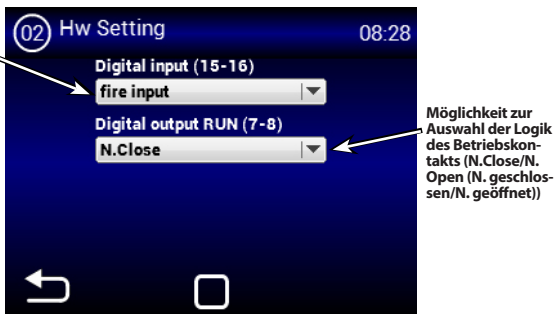 02 Hw Setting 08:28
Digital input (15-16)
fire input
Digital output RUN (7-8)
N.Close
Möglichkeit zur
Auswahl der Logik
des Betriebskon-
takts (N.Close/N.
Open (N. geschlos-
sen/N. geöffnet))